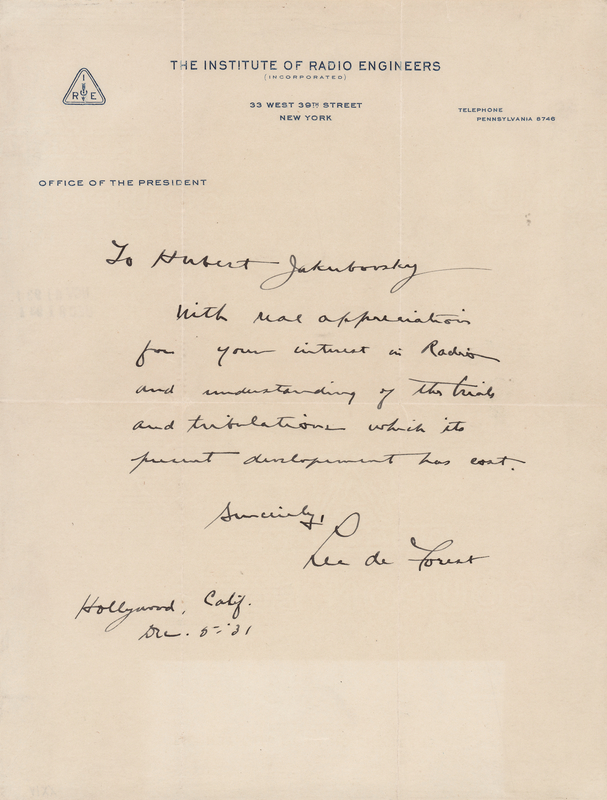 THE INSTITUTE OF RADIO ENGINEERS
(INCORPORATED)
I
R E
33 WEST 39TH STREET
NEW YORK
TELEPHONE
PENNSYLVANIA 6746
OFFICE OF THE PRESIDENT
To Hubert Jakubovsky
With real appreciation
for your interest in Radio
and understanding of the trials
and tribulations which its
present developement has cost.
Sincerely,
Lee de Forest
Hollywood, Calif.
Dec. 5-'31